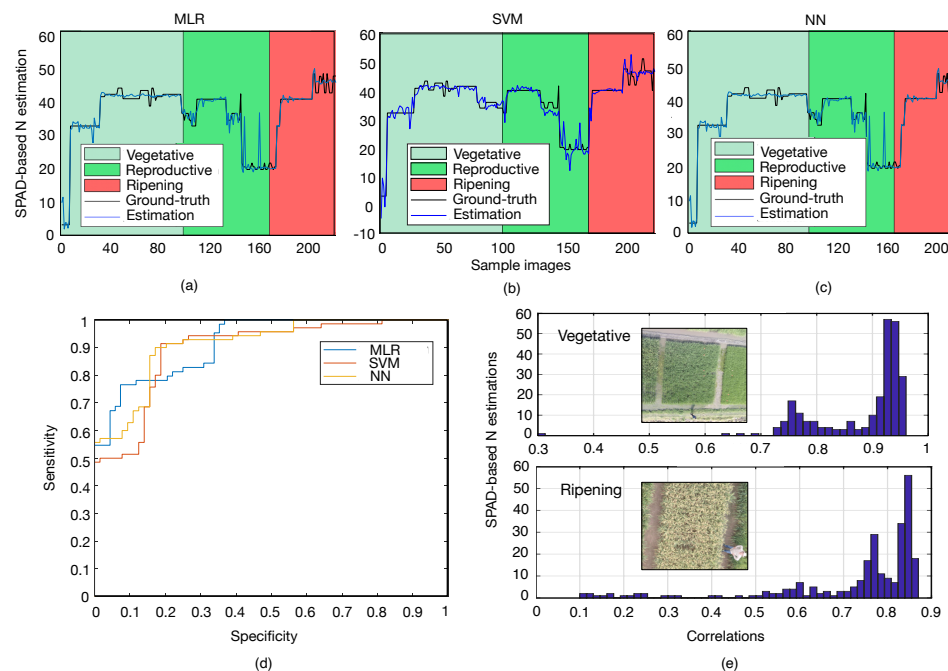 MLR
SVM
NN
SPAD-based N estimation
60
50
40
30
20
10
0
Vegetative
Reproductive
Ripening
Ground-truth
Estimation
0 40 80 120 160 200
(a)
60
50
40
30
20
10
0
-10
Vegetative
Reproductive
Ripening
Ground-truth
Estimation
0 50 100 150 200
Sample images
(b)
60
50
40
30
20
10
0
Vegetative
Reproductive
Ripening
Ground-truth
Estimation
0 40 80 120 160 200
(c)
Sensitivity
1
0.9
0.8
0.7
0.6
0.5
0.4
0.3
0.2
0.1
0
MLR
SVM
NN
0 0.1 0.2 0.3 0.4 0.5 0.6 0.7 0.8 0.9 1
Specificity
(d)
SPAD-based N estimations
60
50
40
30
20
10
0
Vegetative
0.3 0.4 0.5 0.6 0.7 0.8 0.9 1
60
50
40
30
20
10
0
Ripening
0 0.1 0.2 0.3 0.4 0.5 0.6 0.7 0.8 0.9
Correlations
(e)